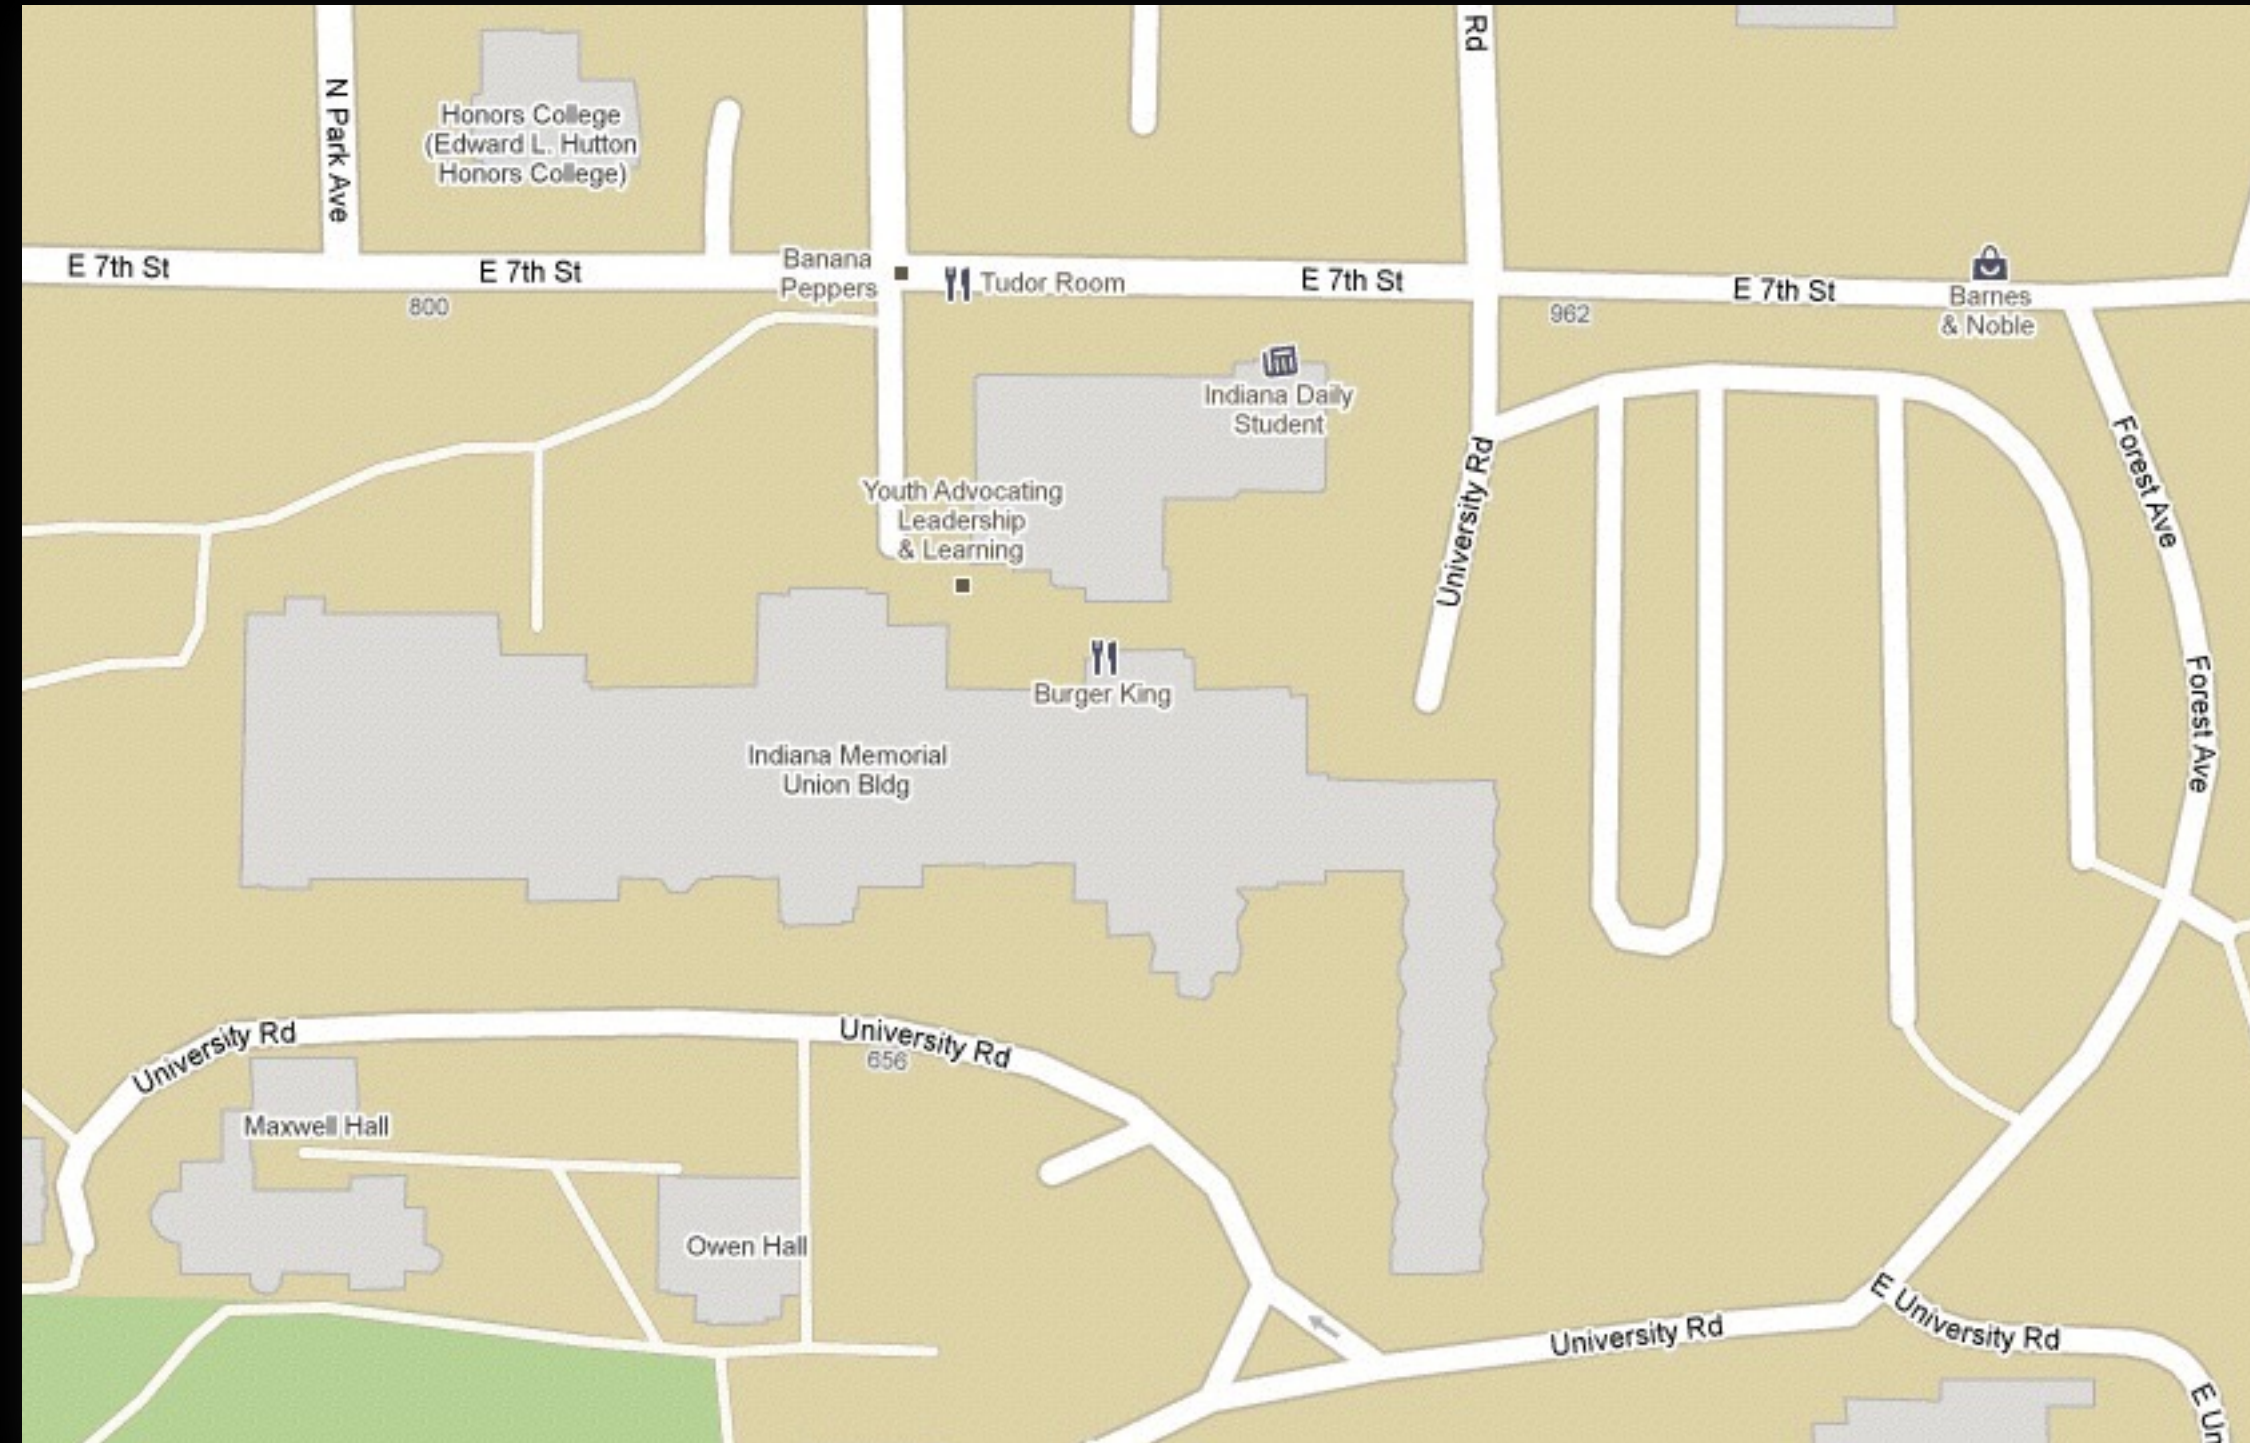 Rd
N Park Ave
Honors College
(Edward L. Hutton
Honors College)
E 7th St
E 7th St
800
Banana
Peppers
Tudor Room
E 7th St
962
E 7th St
Barnes
& Noble
Indiana Daily
Student
Forest Ave
University Rd
Youth Advocating
Leadership
& Learning
Burger King
Forest Ave
Indiana Memorial
Union Bldg
University Rd
University Rd
656
Maxwell Hall
Owen Hall
University Rd
E University Rd
E Un